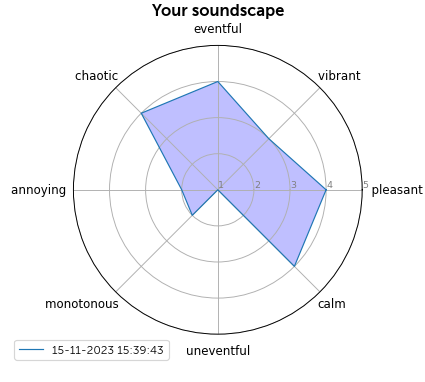 Your soundscape
eventful
chaotic
vibrant
annoying
1 2 3 4 5
pleasant
monotonous
calm
15-11-2023 15:39:43
uneventful